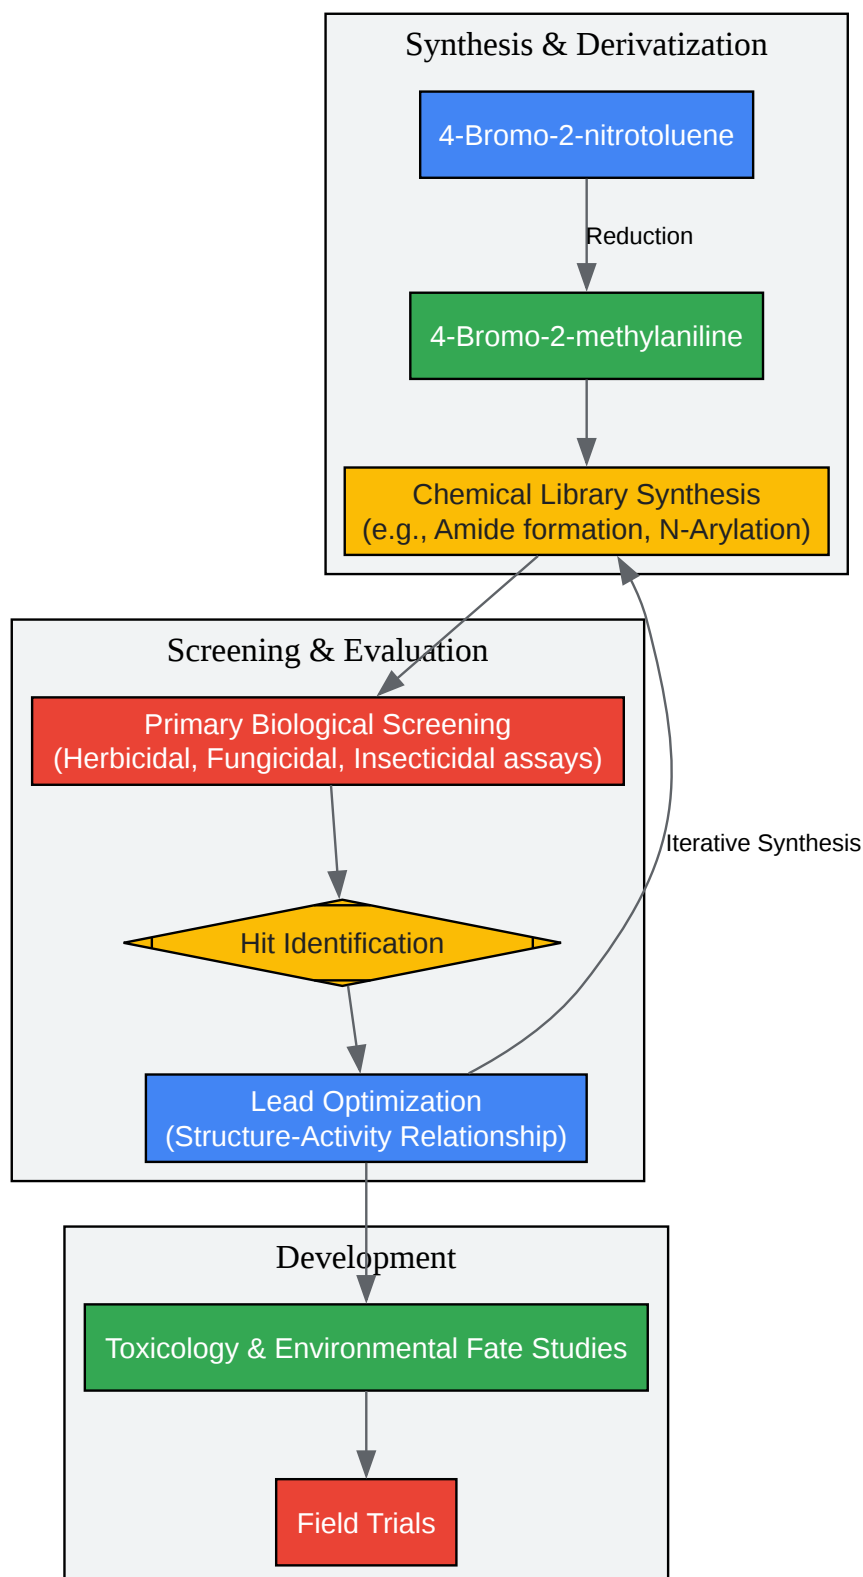 Synthesis & Derivatization
4-Bromo-2-nitrotoluene
Reduction
4-Bromo-2-methylaniline
Chemical Library Synthesis
(e.g., Amide formation, N-Arylation)
Screening & Evaluation
Primary Biological Screening
(Herbicidal, Fungicidal, Insecticidal assays)
Iterative Synthesis
Hit Identification
Lead Optimization
(Structure-Activity Relationship)
Development
Toxicology & Environmental Fate Studies
Field Trials